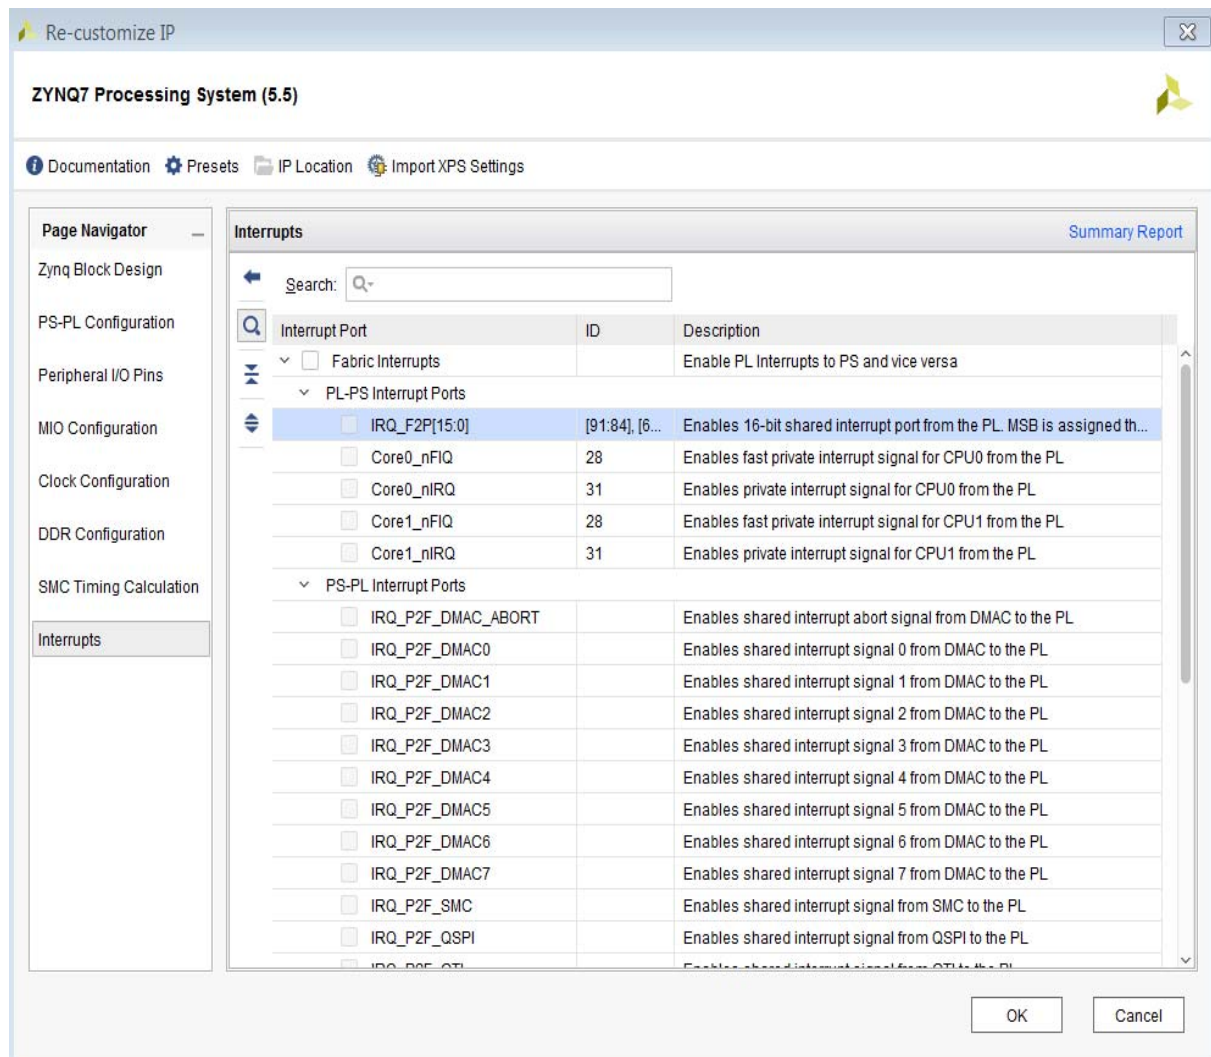 Re-customize IP
ZYNQ7 Processing System (5.5)
Documentation Presets IP Location Import XPS Settings
Page Navigator
Zynq Block Design
PS-PL Configuration
Peripheral I/O Pins
MIO Configuration
Clock Configuration
DDR Configuration
SMC Timing Calculation
Interrupts
Interrupts Summary Report
Search:
Interrupt Port ID Description
Fabric Interrupts Enable PL Interrupts to PS and vice versa
PL-PS Interrupt Ports
IRQ_F2P[15:0] [91:84], [6... Enables 16-bit shared interrupt port from the PL. MSB is assigned th...
Core0_nFIQ 28 Enables fast private interrupt signal for CPU0 from the PL
Core0_nIRQ 31 Enables private interrupt signal for CPU0 from the PL
Core1_nFIQ 28 Enables fast private interrupt signal for CPU1 from the PL
Core1_nIRQ 31 Enables private interrupt signal for CPU1 from the PL
PS-PL Interrupt Ports
IRQ_P2F_DMAC_ABORT Enables shared interrupt abort signal from DMAC to the PL
IRQ_P2F_DMAC0 Enables shared interrupt signal 0 from DMAC to the PL
IRQ_P2F_DMAC1 Enables shared interrupt signal 1 from DMAC to the PL
IRQ_P2F_DMAC2 Enables shared interrupt signal 2 from DMAC to the PL
IRQ_P2F_DMAC3 Enables shared interrupt signal 3 from DMAC to the PL
IRQ_P2F_DMAC4 Enables shared interrupt signal 4 from DMAC to the PL
IRQ_P2F_DMAC5 Enables shared interrupt signal 5 from DMAC to the PL
IRQ_P2F_DMAC6 Enables shared interrupt signal 6 from DMAC to the PL
IRQ_P2F_DMAC7 Enables shared interrupt signal 7 from DMAC to the PL
IRQ_P2F_SMC Enables shared interrupt signal from SMC to the PL
IRQ_P2F_QSPI Enables shared interrupt signal from QSPI to the PL
OK Cancel